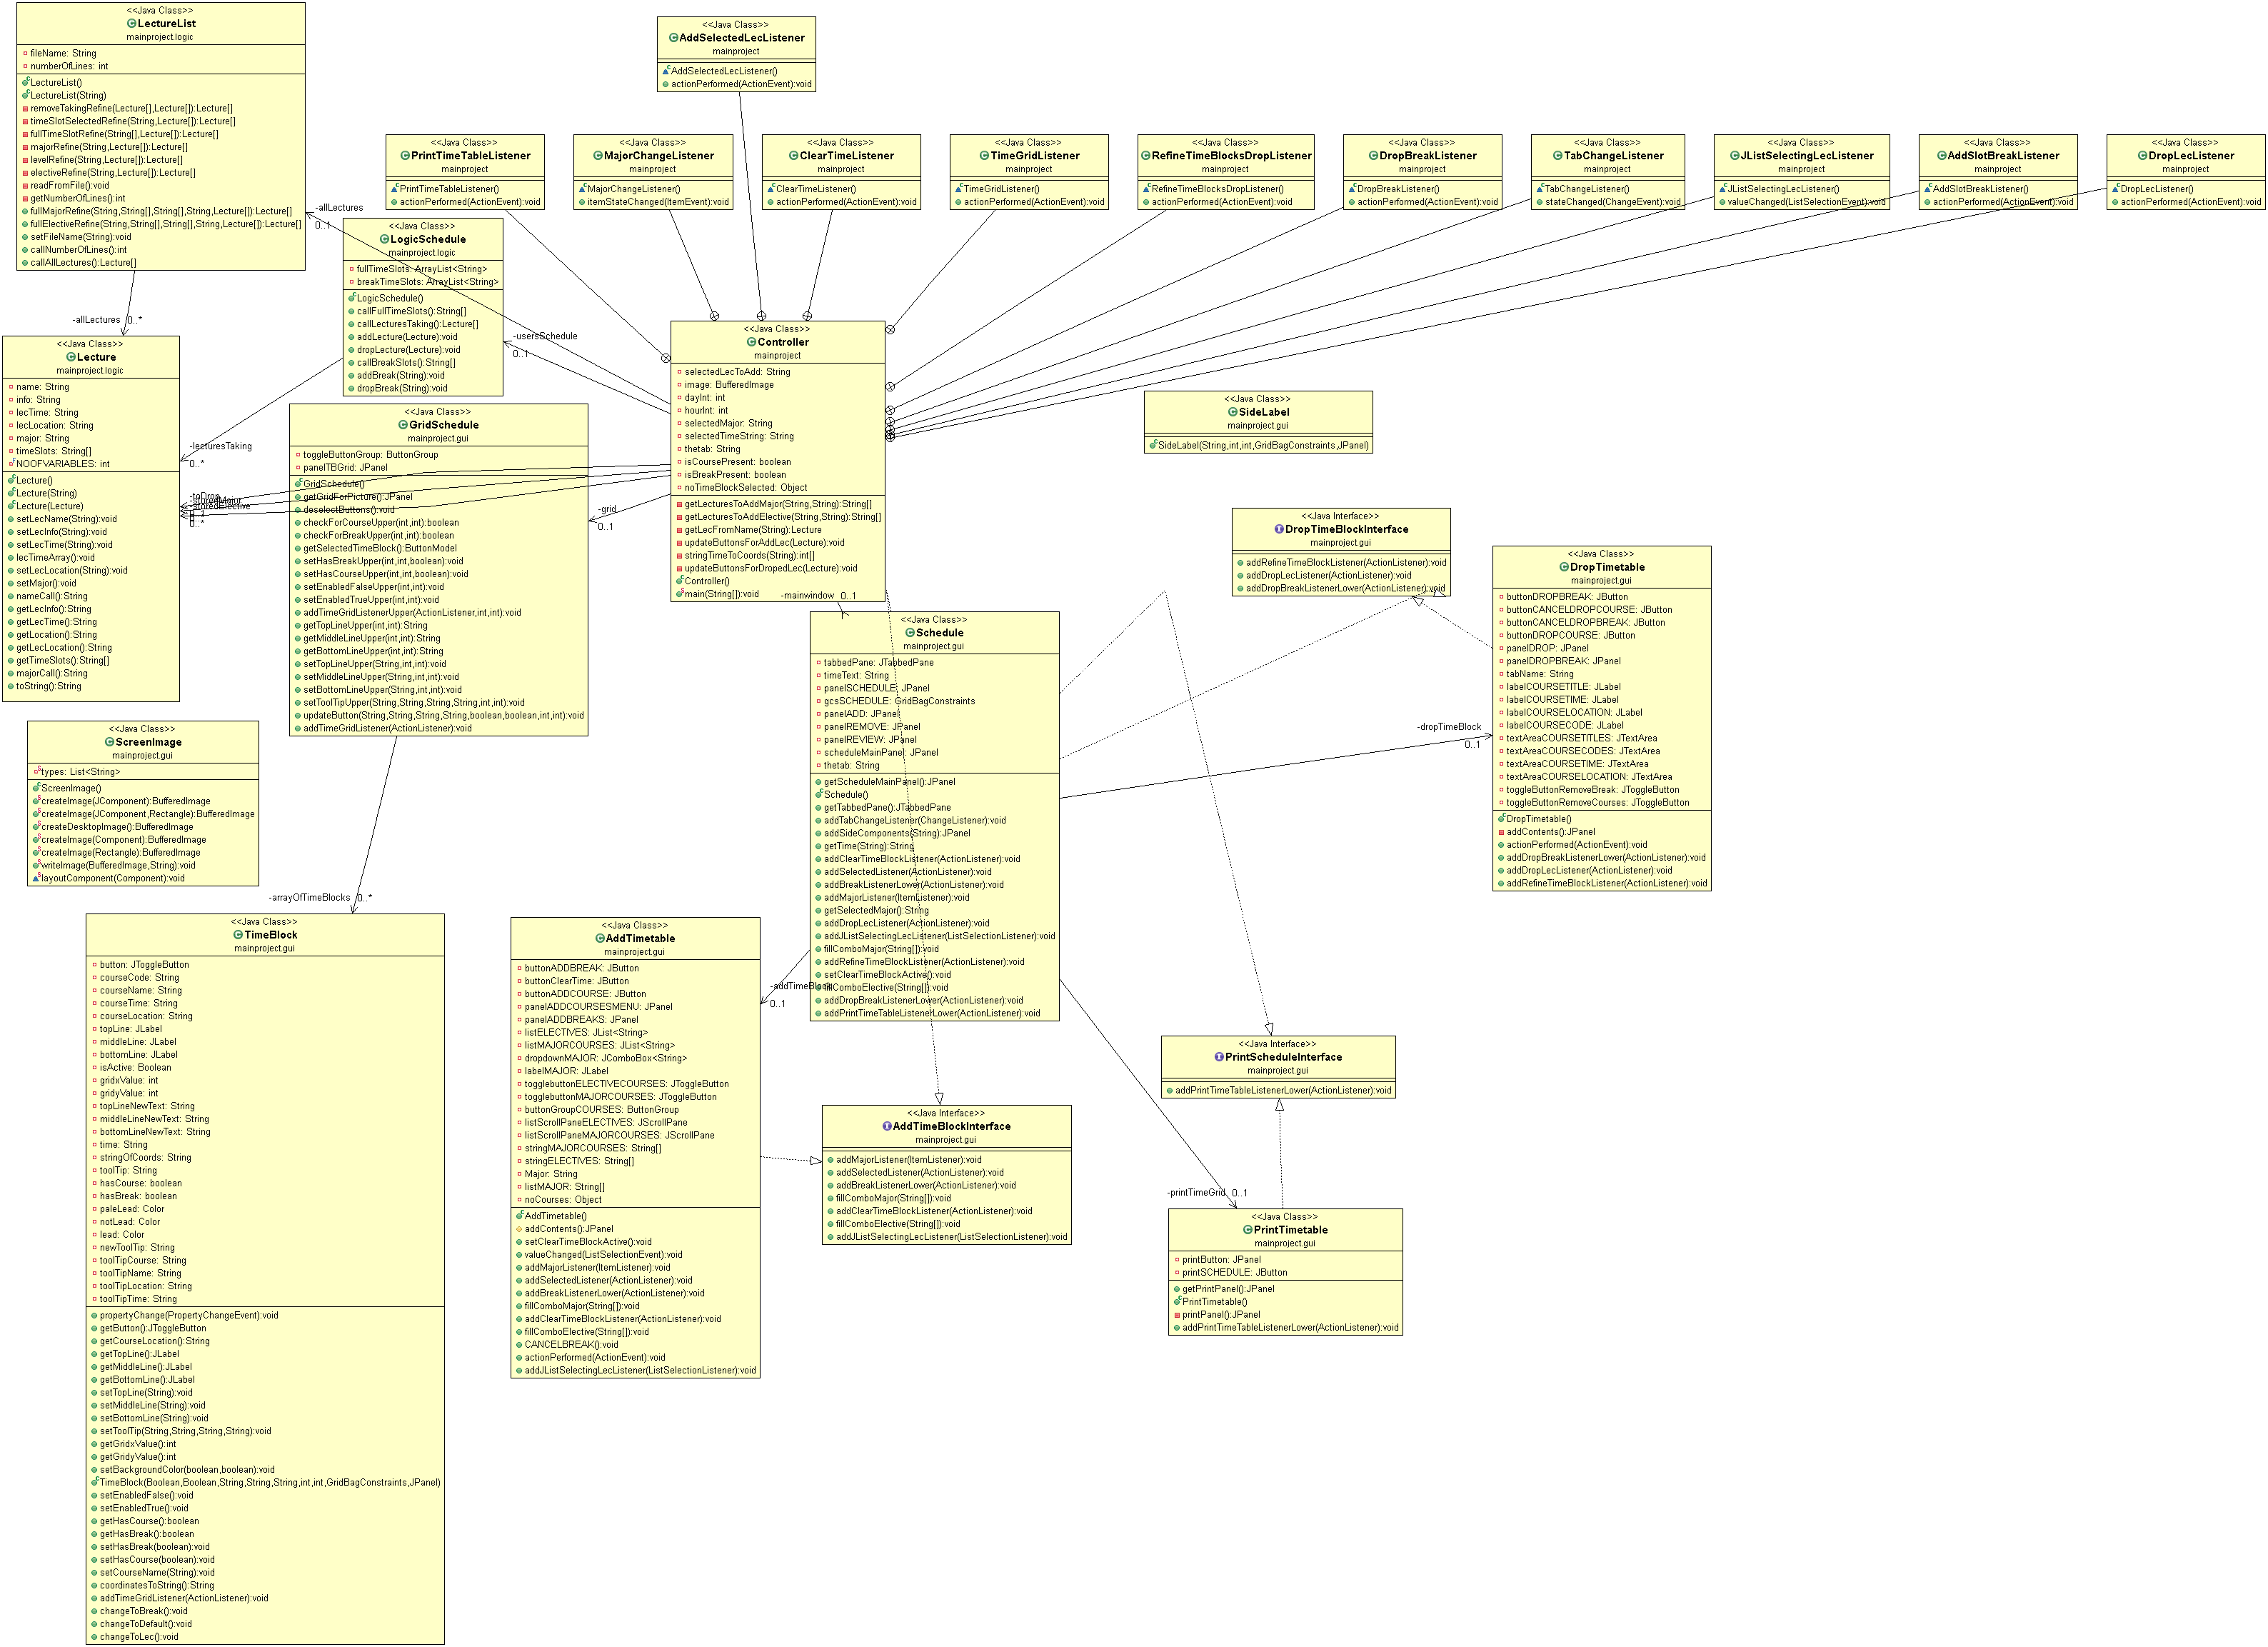 <<Java Class>>
LectureList
mainproject.logic
fileName: String
numberOfLines: int
LectureList()
LectureList(String)
removeTakingRefine(Lecture[],Lecture[]):Lecture[]
timeSlotSelectedRefine(String,Lecture[]):Lecture[]
fullTimeSlotRefine(String[],Lecture[]):Lecture[]
majorRefine(String,Lecture[]):Lecture[]
levelRefine(String,Lecture[]):Lecture[]
electiveRefine(String,Lecture[]):Lecture[]
readFromFile():void
getNumberOfLines():int
fullMajorRefine(String,String[],String[],String,Lecture[]):Lecture[]
fullElectiveRefine(String,String[],String[],String,Lecture[]):Lecture[]
setFileName(String):void
callNumberOfLines():int
callAllLectures():Lecture[]
<<Java Class>>
AddSelectedLecListener
mainproject
AddSelectedLecListener()
actionPerformed(ActionEvent):void
<<Java Class>>
PrintTimeTableListener
mainproject
PrintTimeTableListener()
actionPerformed(ActionEvent):void
<<Java Class>>
MajorChangeListener
mainproject
MajorChangeListener()
itemStateChanged(ItemEvent):void
<<Java Class>>
ClearTimeListener
mainproject
ClearTimeListener()
actionPerformed(ActionEvent):void
<<Java Class>>
TimeGridListener
mainproject
TimeGridListener()
actionPerformed(ActionEvent):void
<<Java Class>>
RefineTimeBlocksDropListener
mainproject
RefineTimeBlocksDropListener()
actionPerformed(ActionEvent):void
<<Java Class>>
DropBreakListener
mainproject
DropBreakListener()
actionPerformed(ActionEvent):void
<<Java Class>>
TabChangeListener
mainproject
TabChangeListener()
stateChanged(ChangeEvent):void
<<Java Class>>
JListSelectingLecListener
mainproject
JListSelectingLecListener()
valueChanged(ListSelectionEvent):void
<<Java Class>>
AddSlotBreakListener
mainproject
AddSlotBreakListener()
actionPerformed(ActionEvent):void
<<Java Class>>
DropLecListener
mainproject
DropLecListener()
actionPerformed(ActionEvent):void
-allLectures
0..1
<<Java Class>>
LogicSchedule
mainproject.logic
fullTimeSlots: ArrayList<String>
breakTimeSlots: ArrayList<String>
LogicSchedule()
callFullTimeSlots():String[]
callLecturesTaking():Lecture[]
addLecture(Lecture):void
dropLecture(Lecture):void
callBreakSlots():String[]
addBreak(String):void
dropBreak(String):void
-usersSchedule
0..1
-allLectures 0..*
<<Java Class>>
Lecture
mainproject.logic
name: String
info: String
lecTime: String
lecLocation: String
major: String
timeSlots: String[]
NOOFVARIABLES: int
Lecture()
Lecture(String)
Lecture(Lecture)
setLecName(String):void
setLecInfo(String):void
setLecTime(String):void
lecTimeArray():void
setLecLocation(String):void
setMajor():void
nameCall():String
getLecInfo():String
getLecTime():String
getLocation():String
getLecLocation():String
getTimeSlots():String[]
majorCall():String
toString():String
-lecturesTaking
0..*
-toDrop
-storedMajor
-storedElective
0..*
<<Java Class>>
Controller
mainproject
selectedLecToAdd: String
image: BufferedImage
dayInt: int
hourInt: int
selectedMajor: String
selectedTimeString: String
thetab: String
isCoursePresent: boolean
isBreakPresent: boolean
noTimeBlockSelected: Object
getLecturesToAddMajor(String,String):String[]
getLecturesToAddElective(String,String):String[]
getLecFromName(String):Lecture
updateButtonsForAddLec(Lecture):void
stringTimeToCoords(String):int[]
updateButtonsForDropedLec(Lecture):void
Controller()
main(String[]):void
<<Java Class>>
SideLabel
mainproject.gui
SideLabel(String,int,int,GridBagConstraints,JPanel)
<<Java Class>>
GridSchedule
mainproject.gui
toggleButtonGroup: ButtonGroup
panelTBGrid: JPanel
GridSchedule()
getGridForPicture():JPanel
deselectButtons():void
checkForCourseUpper(int,int):boolean
checkForBreakUpper(int,int):boolean
getSelectedTimeBlock():ButtonModel
setHasBreakUpper(int,int,boolean):void
setHasCourseUpper(int,int,boolean):void
setEnabledFalseUpper(int,int):void
setEnabledTrueUpper(int,int):void
addTimeGridListenerUpper(ActionListener,int,int):void
getTopLineUpper(int,int):String
getMiddleLineUpper(int,int):String
getBottomLineUpper(int,int):String
setTopLineUpper(String,int,int):void
setMiddleLineUpper(String,int,int):void
setBottomLineUpper(String,int,int):void
setToolTipUpper(String,String,String,String,int,int):void
updateButton(String,String,String,String,boolean,boolean,int,int):void
addTimeGridListener(ActionListener):void
-grid
0..1
-mainwindow 0..1
<<Java Interface>>
DropTimeBlockInterface
mainproject.gui
addRefineTimeBlockListener(ActionListener):void
addDropLecListener(ActionListener):void
addDropBreakListenerLower(ActionListener):void
<<Java Class>>
DropTimetable
mainproject.gui
buttonDROPBREAK: JButton
buttonCANCELDROPCOURSE: JButton
buttonCANCELDROPBREAK: JButton
buttonDROPCOURSE: JButton
panelDROP: JPanel
panelDROPBREAK: JPanel
tabName: String
labelCOURSETITLE: JLabel
labelCOURSETIME: JLabel
labelCOURSELOCATION: JLabel
labelCOURSECODE: JLabel
textAreaCOURSETITLES: JTextArea
textAreaCOURSECODES: JTextArea
textAreaCOURSETIME: JTextArea
textAreaCOURSELOCATION: JTextArea
toggleButtonRemoveBreak: JToggleButton
toggleButtonRemoveCourses: JToggleButton
DropTimetable()
addContents():JPanel
actionPerformed(ActionEvent):void
addDropBreakListenerLower(ActionListener):void
addDropLecListener(ActionListener):void
addRefineTimeBlockListener(ActionListener):void
-dropTimeBlock
0..1
<<Java Class>>
Schedule
mainproject.gui
tabbedPane: JTabbedPane
timeText: String
panelSCHEDULE: JPanel
gcsSCHEDULE: GridBagConstraints
panelADD: JPanel
panelREMOVE: JPanel
panelREVIEW: JPanel
scheduleMainPanel: JPanel
thetab: String
getScheduleMainPanel():JPanel
Schedule()
getTabbedPane():JTabbedPane
addTabChangeListener(ChangeListener):void
addSideComponents(String):JPanel
getTime(String):String
addClearTimeBlockListener(ActionListener):void
addSelectedListener(ActionListener):void
addBreakListenerLower(ActionListener):void
addMajorListener(ItemListener):void
getSelectedMajor():String
addDropLecListener(ActionListener):void
addJListSelectingLecListener(ListSelectionListener):void
fillComboMajor(String[]):void
addRefineTimeBlockListener(ActionListener):void
setClearTimeBlockActive():void
fillComboElective(String[]):void
addDropBreakListenerLower(ActionListener):void
addPrintTimeTableListenerLower(ActionListener):void
<<Java Class>>
ScreenImage
mainproject.gui
types: List<String>
ScreenImage()
createImage(JComponent):BufferedImage
createImage(JComponent,Rectangle):BufferedImage
createDesktopImage():BufferedImage
createImage(Component):BufferedImage
createImage(Rectangle):BufferedImage
writeImage(BufferedImage,String):void
layoutComponent(Component):void
-arrayOfTimeBlocks 0..*
<<Java Class>>
TimeBlock
mainproject.gui
button: JToggleButton
courseCode: String
courseName: String
courseTime: String
courseLocation: String
topLine: JLabel
middleLine: JLabel
bottomLine: JLabel
isActive: Boolean
gridxValue: int
gridyValue: int
topLineNewText: String
middleLineNewText: String
bottomLineNewText: String
time: String
stringOfCoords: String
toolTip: String
hasCourse: boolean
hasBreak: boolean
paleLead: Color
notLead: Color
lead: Color
newToolTip: String
toolTipCourse: String
toolTipName: String
toolTipLocation: String
toolTipTime: String
propertyChange(PropertyChangeEvent):void
getButton():JToggleButton
getCourseLocation():String
getTopLine():JLabel
getMiddleLine():JLabel
getBottomLine():JLabel
setTopLine(String):void
setMiddleLine(String):void
setBottomLine(String):void
setToolTip(String,String,String,String):void
getGridxValue():int
getGridyValue():int
setBackgroundColor(boolean,boolean):void
TimeBlock(Boolean,Boolean,String,String,String,int,int,GridBagConstraints,JPanel)
setEnabledFalse():void
setEnabledTrue():void
getHasCourse():boolean
getHasBreak():boolean
setHasBreak(boolean):void
setHasCourse(boolean):void
setCourseName(String):void
coordinatesToString():String
addTimeGridListener(ActionListener):void
changeToBreak():void
changeToDefault():void
changeToLec():void
<<Java Class>>
AddTimetable
mainproject.gui
buttonADDBREAK: JButton
buttonClearTime: JButton
buttonADDCOURSE: JButton
panelADDCOURSESMENU: JPanel
panelADDBREAKS: JPanel
listELECTIVES: JList<String>
listMAJORCOURSES: JList<String>
dropdownMAJOR: JComboBox<String>
labelMAJOR: JLabel
togglebuttonELECTIVECOURSES: JToggleButton
togglebuttonMAJORCOURSES: JToggleButton
buttonGroupCOURSES: ButtonGroup
listScrollPaneELECTIVES: JScrollPane
listScrollPaneMAJORCOURSES: JScrollPane
stringMAJORCOURSES: String[]
stringELECTIVES: String[]
Major: String
listMAJOR: String[]
noCourses: Object
AddTimetable()
addContents():JPanel
setClearTimeBlockActive():void
valueChanged(ListSelectionEvent):void
addMajorListener(ItemListener):void
addSelectedListener(ActionListener):void
addBreakListenerLower(ActionListener):void
fillComboMajor(String[]):void
addClearTimeBlockListener(ActionListener):void
fillComboElective(String[]):void
CANCELBREAK():void
actionPerformed(ActionEvent):void
addJListSelectingLecListener(ListSelectionListener):void
-addTimeBlock
0..1
<<Java Interface>>
AddTimeBlockInterface
mainproject.gui
addMajorListener(ItemListener):void
addSelectedListener(ActionListener):void
addBreakListenerLower(ActionListener):void
fillComboMajor(String[]):void
addClearTimeBlockListener(ActionListener):void
fillComboElective(String[]):void
addJListSelectingLecListener(ListSelectionListener):void
<<Java Interface>>
PrintScheduleInterface
mainproject.gui
addPrintTimeTableListenerLower(ActionListener):void
-printTimeGrid 0..1
<<Java Class>>
PrintTimetable
mainproject.gui
printButton: JPanel
printSCHEDULE: JButton
getPrintPanel():JPanel
PrintTimetable()
printPanel():JPanel
addPrintTimeTableListenerLower(ActionListener):void